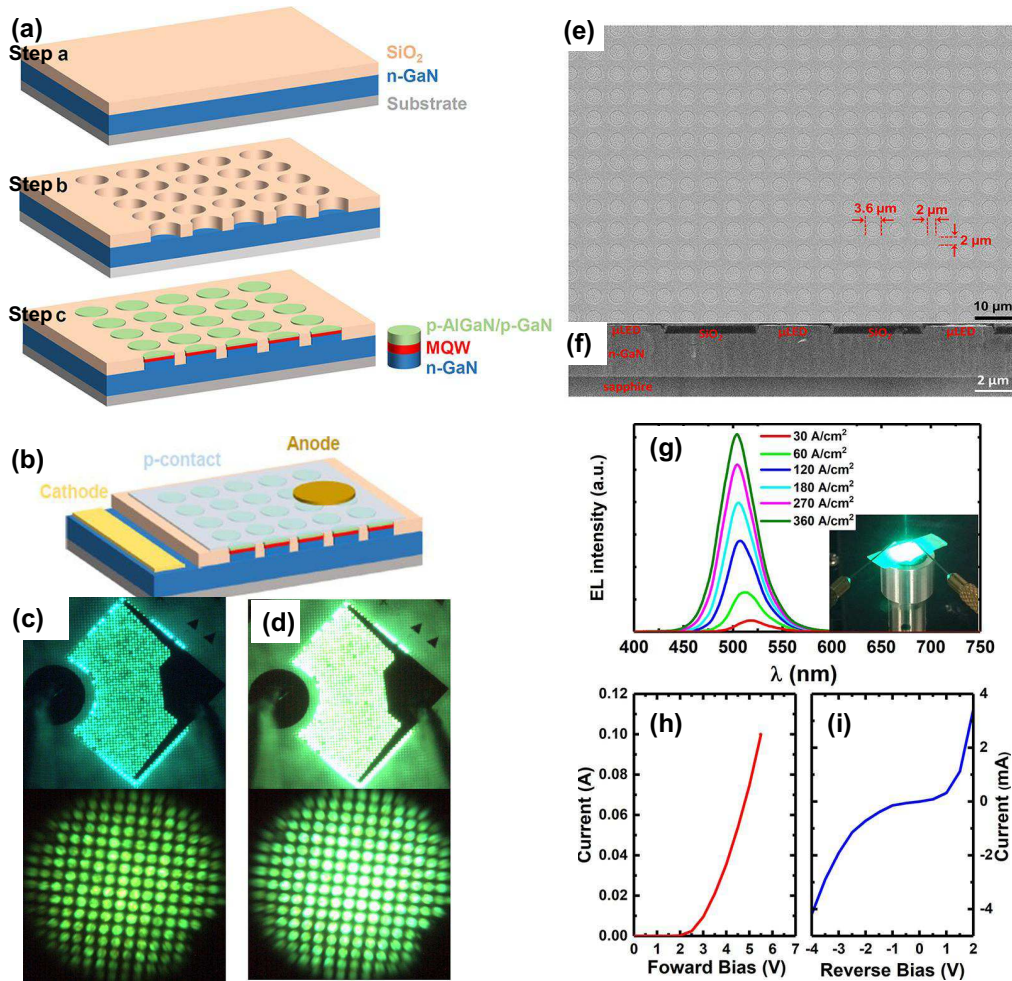 (a)
Step a
SiO2
n-GaN
Substrate
Step b
Step c
p-AlGaN/p-GaN
MQW
n-GaN
(b)
p-contact
Anode
Cathode
(c)
(d)
(e)
3.6 µm
2 µm
2 µm
10 µm
µLED
SiO2
µLED
SiO2
µLED
(f)
n-GaN
sapphire
2 µm
(g)
30 A/cm²
60 A/cm²
120 A/cm²
180 A/cm²
270 A/cm²
360 A/cm²
EL intensity (a.u.)
400 450 500 550 600 650 700 750
λ (nm)
(h)
0.12
0.10
0.08
0.06
0.04
0.02
0.00
Current (A)
0 1 2 3 4 5 6 7
Foward Bias (V)
(i)
4
2
0
-2
-4
Current (mA)
-4 -3 -2 -1 0 1 2
Reverse Bias (V)